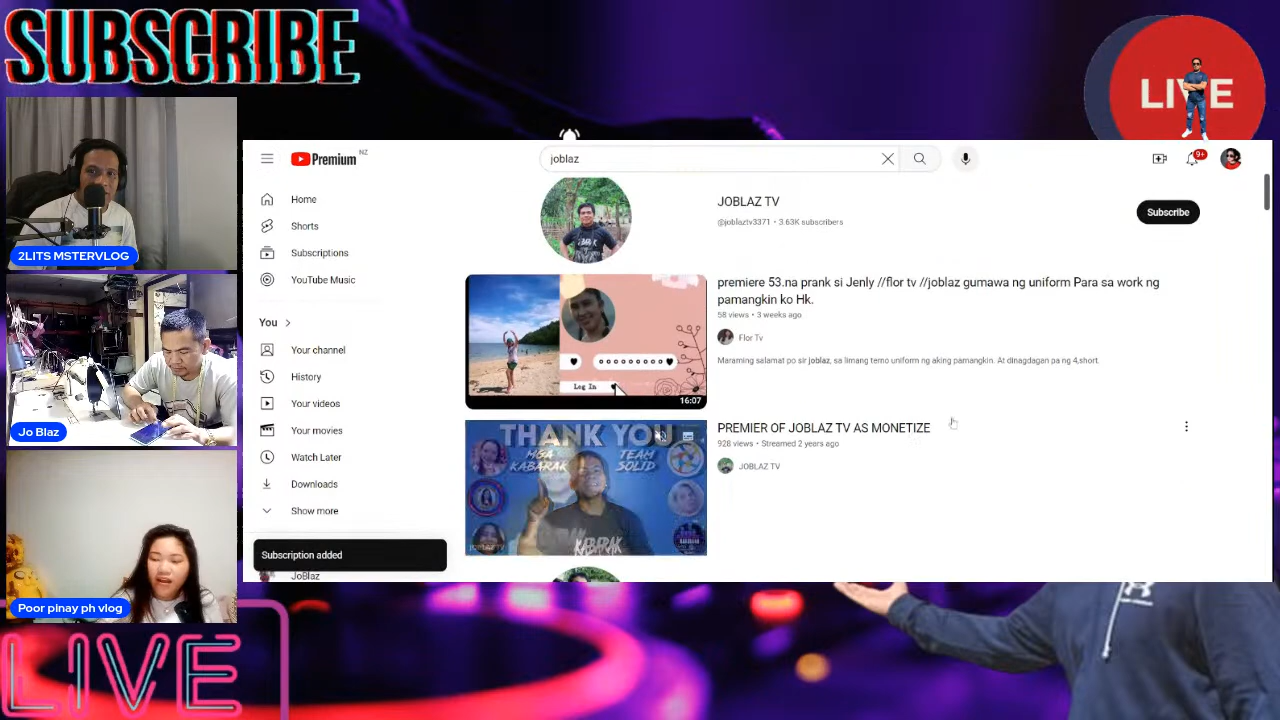 SUBSCRIBE
LIVE
2LITS MSTERVLOG
Jo Blaz
Poor pinay ph vlog
LIVE
Premium NZ
joblaz
9+
Home
Shorts
Subscriptions
YouTube Music
You
Your channel
History
Your videos
Your movies
Watch Later
Downloads
Show more
Subscription added
JoBlaz
JOBLAZ TV
@joblaztv3371 • 3.63K subscribers
Subscribe
Log In
16:07
premiere 53.na prank si Jenly //flor tv //joblaz gumawa ng uniform Para sa work ng
pamangkin ko Hk.
58 views • 3 weeks ago
Flor Tv
Maraming salamat po sir joblaz, sa limang terno uniform ng aking pamangkin. At dinagdagan pa ng 4,short.
THANK YOU
MGA KABARAK
TEAM SOLID
KABARAK
PREMIER OF JOBLAZ TV AS MONETIZE
928 views • Streamed 2 years ago
JOBLAZ TV